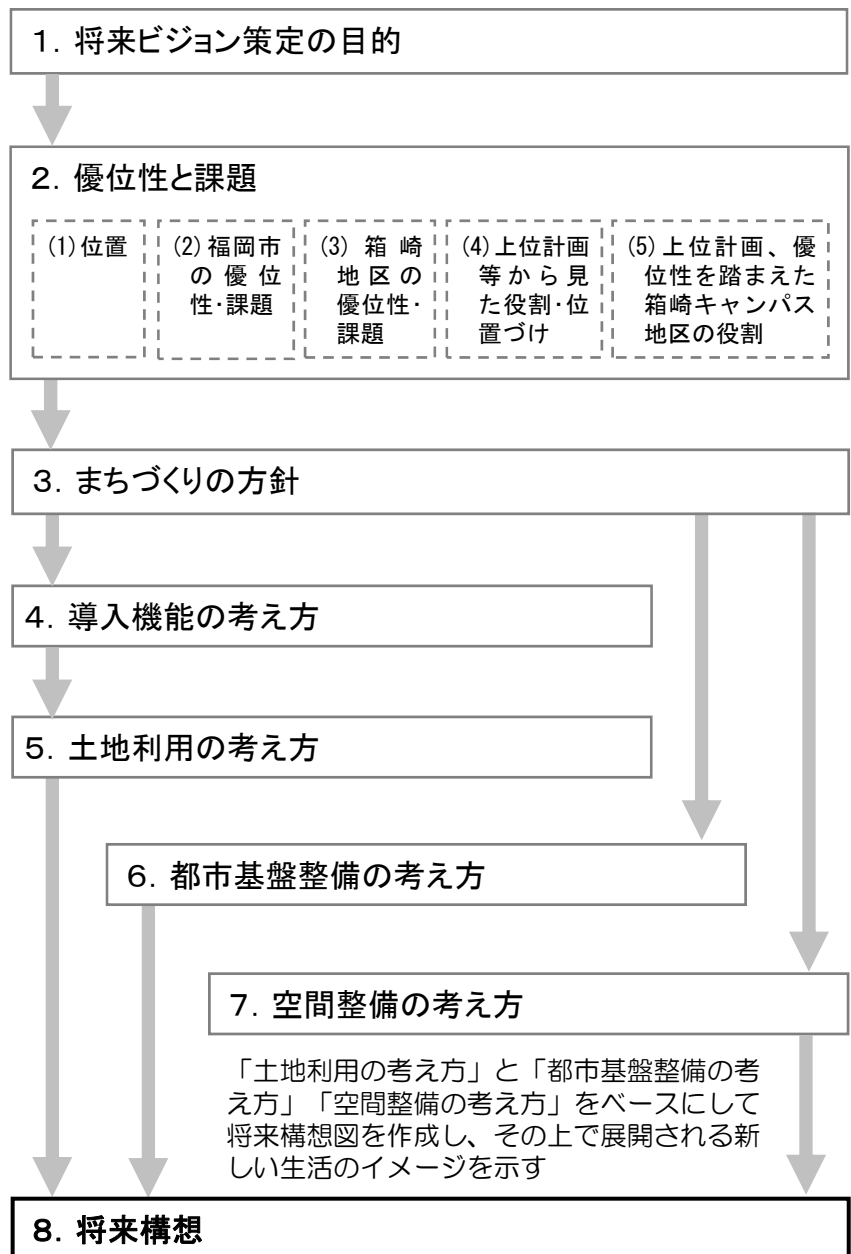 １．将来ビジョン策定の目的
２．優位性と課題
(1)位置
(2)福岡市
の優位
性・課題
(3)箱崎
地区の
優位性・
課題
(4)上位計画
等から見
た役割・位
置づけ
(5)上位計画、優
位性を踏まえた
箱崎キャンパス
地区の役割
３．まちづくりの方針
４．導入機能の考え方
５．土地利用の考え方
６．都市基盤整備の考え方
７．空間整備の考え方
「土地利用の考え方」と「都市基盤整備の考
え方」「空間整備の考え方」をベースにして
将来構想図を作成し、その上で展開される新
しい生活のイメージを示す
８．将来構想